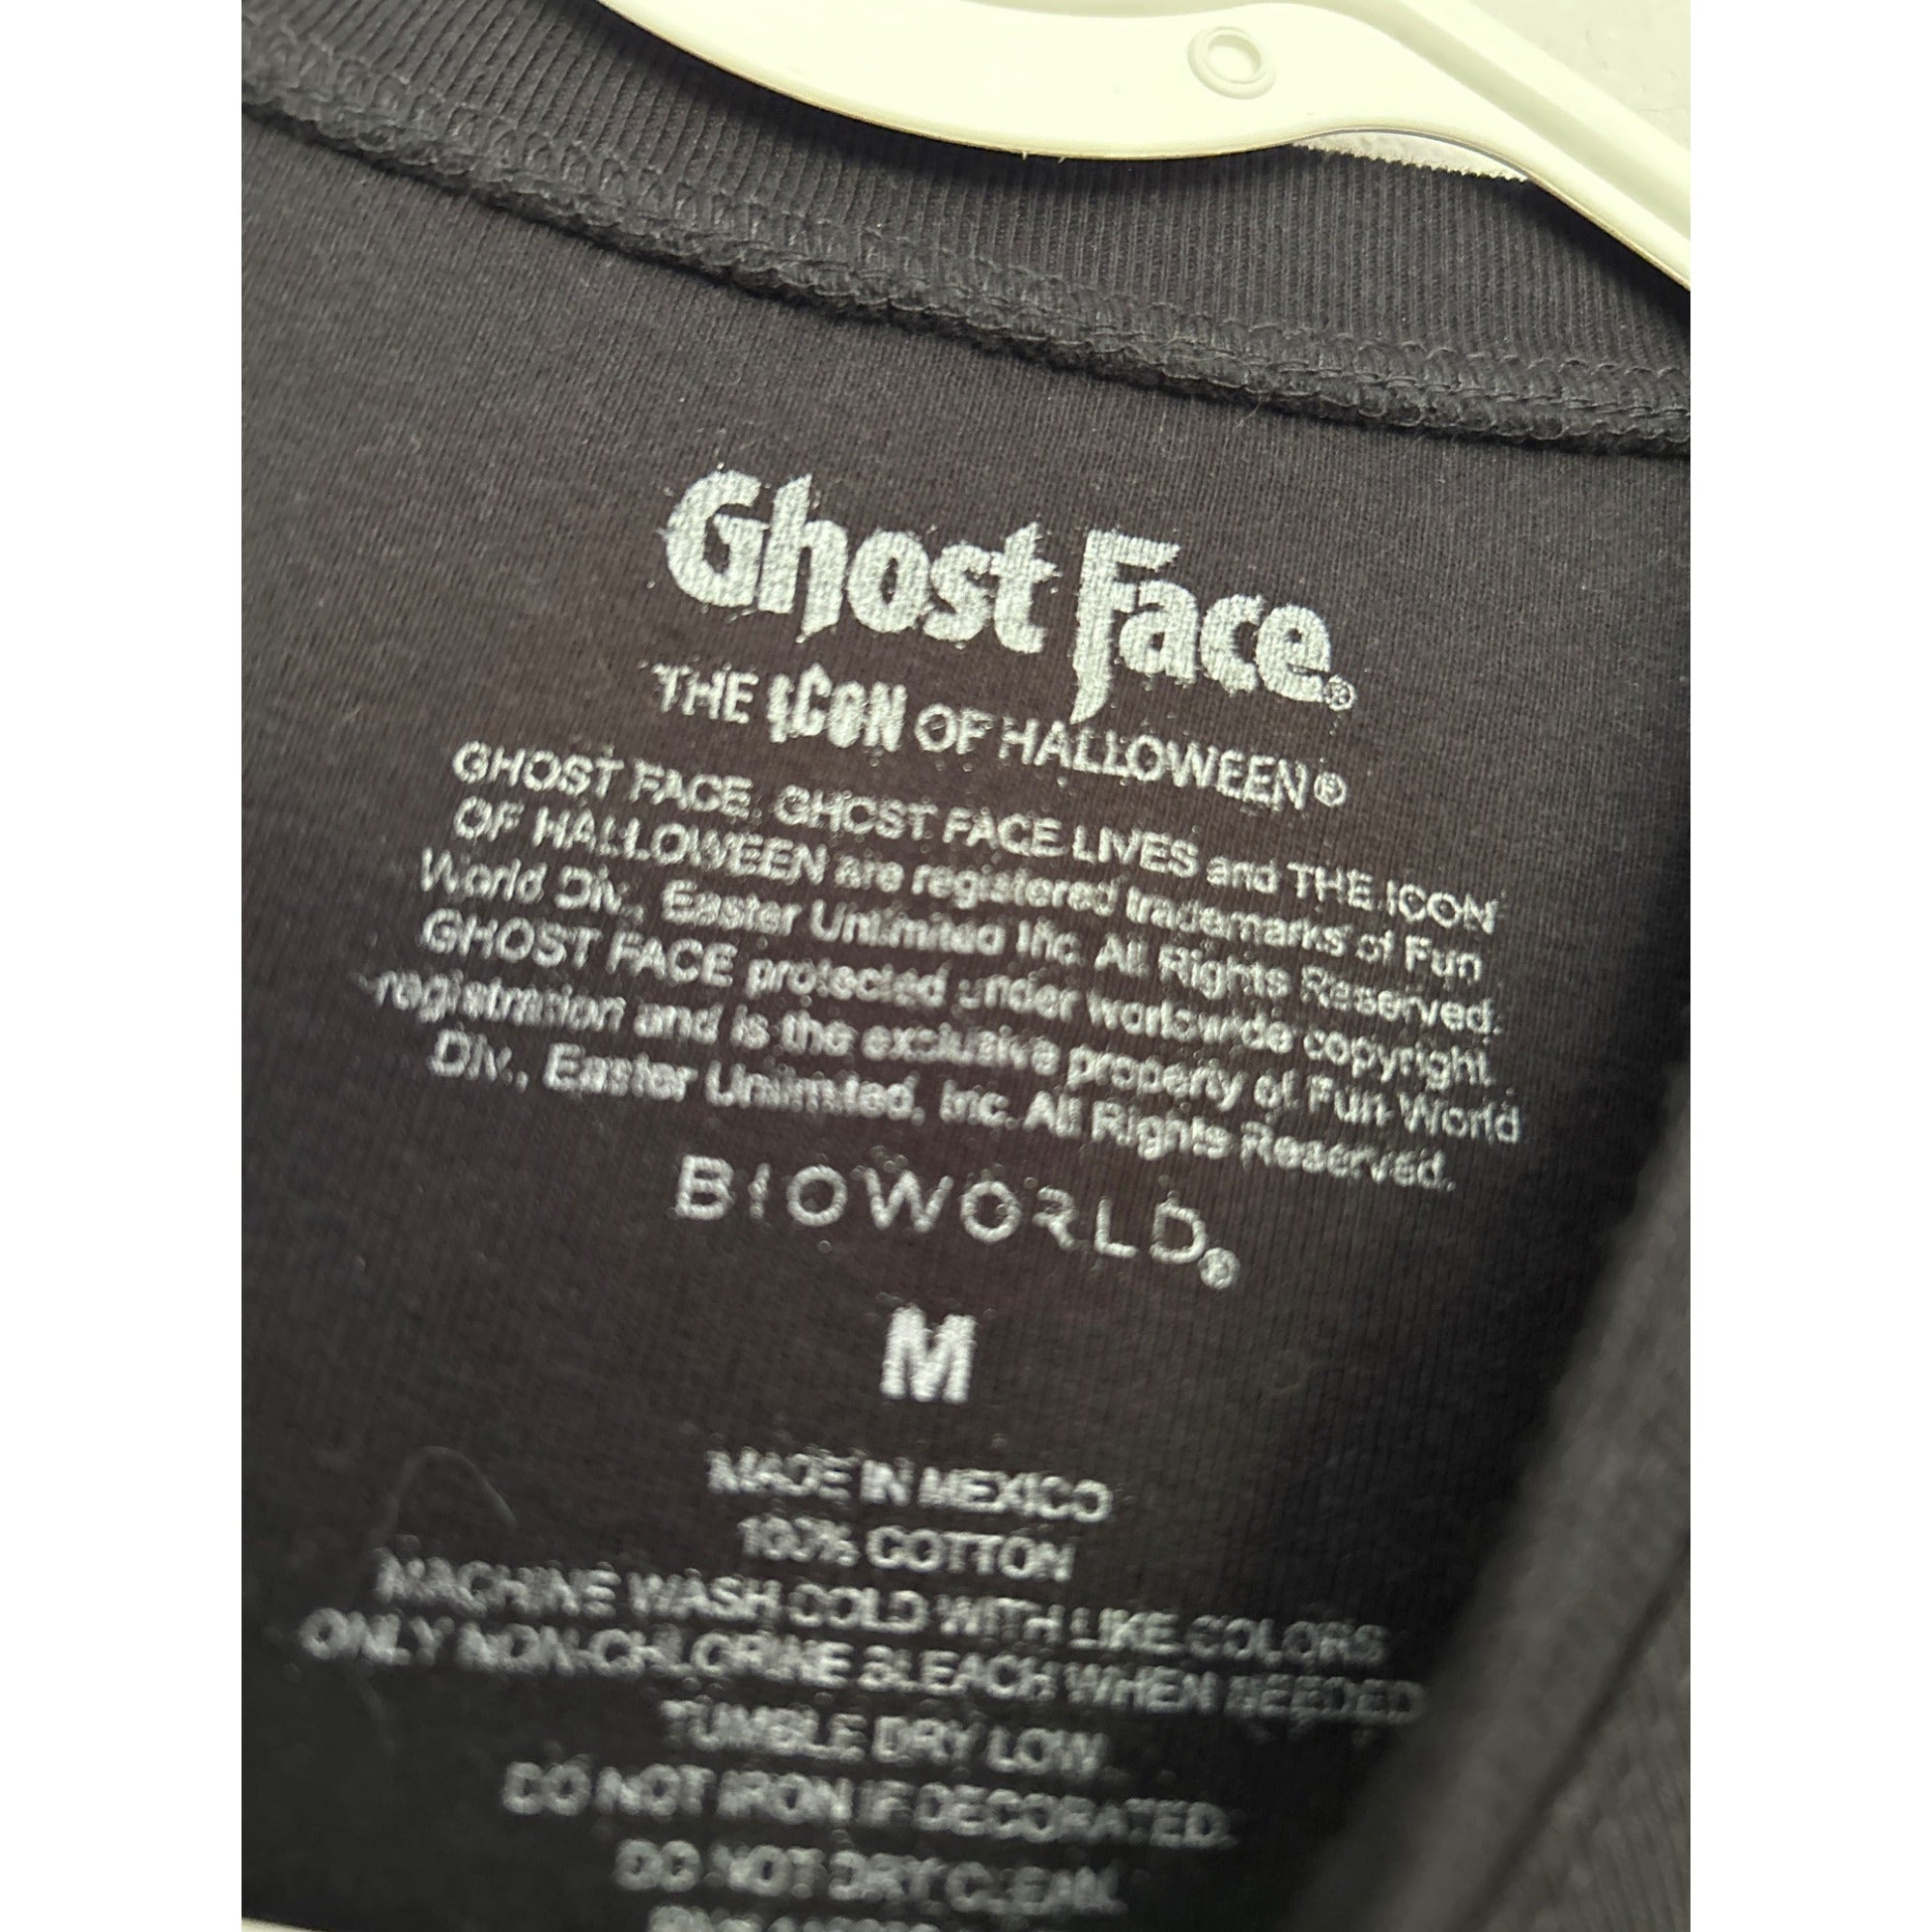 Ghost Face®
THE ICON OF HALLOWEEN®
GHOST FACE, GHOST FACE LIVES and THE ICON
OF HALLOWEEN are registered trademarks of Fun
World Div., Easter Unlimited Inc. All Rights Reserved.
GHOST FACE protected under worldwide copyright
registration and is the exclusive property of Fun World
Div., Easter Unlimited, Inc. All Rights Reserved.
BIOWORLD®
M
MADE IN MEXICO
100% COTTON
MACHINE WASH COLD WITH LIKE COLORS
ONLY NON-CHLORINE BLEACH WHEN NEEDED
TUMBLE DRY LOW
DO NOT IRON IF DECORATED.
DO NOT DRY CLEAN.